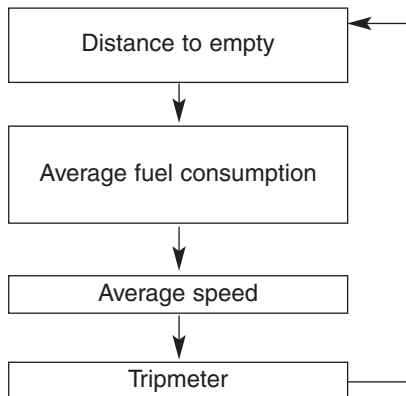 Distance to empty
Average fuel consumption
Average speed
Tripmeter